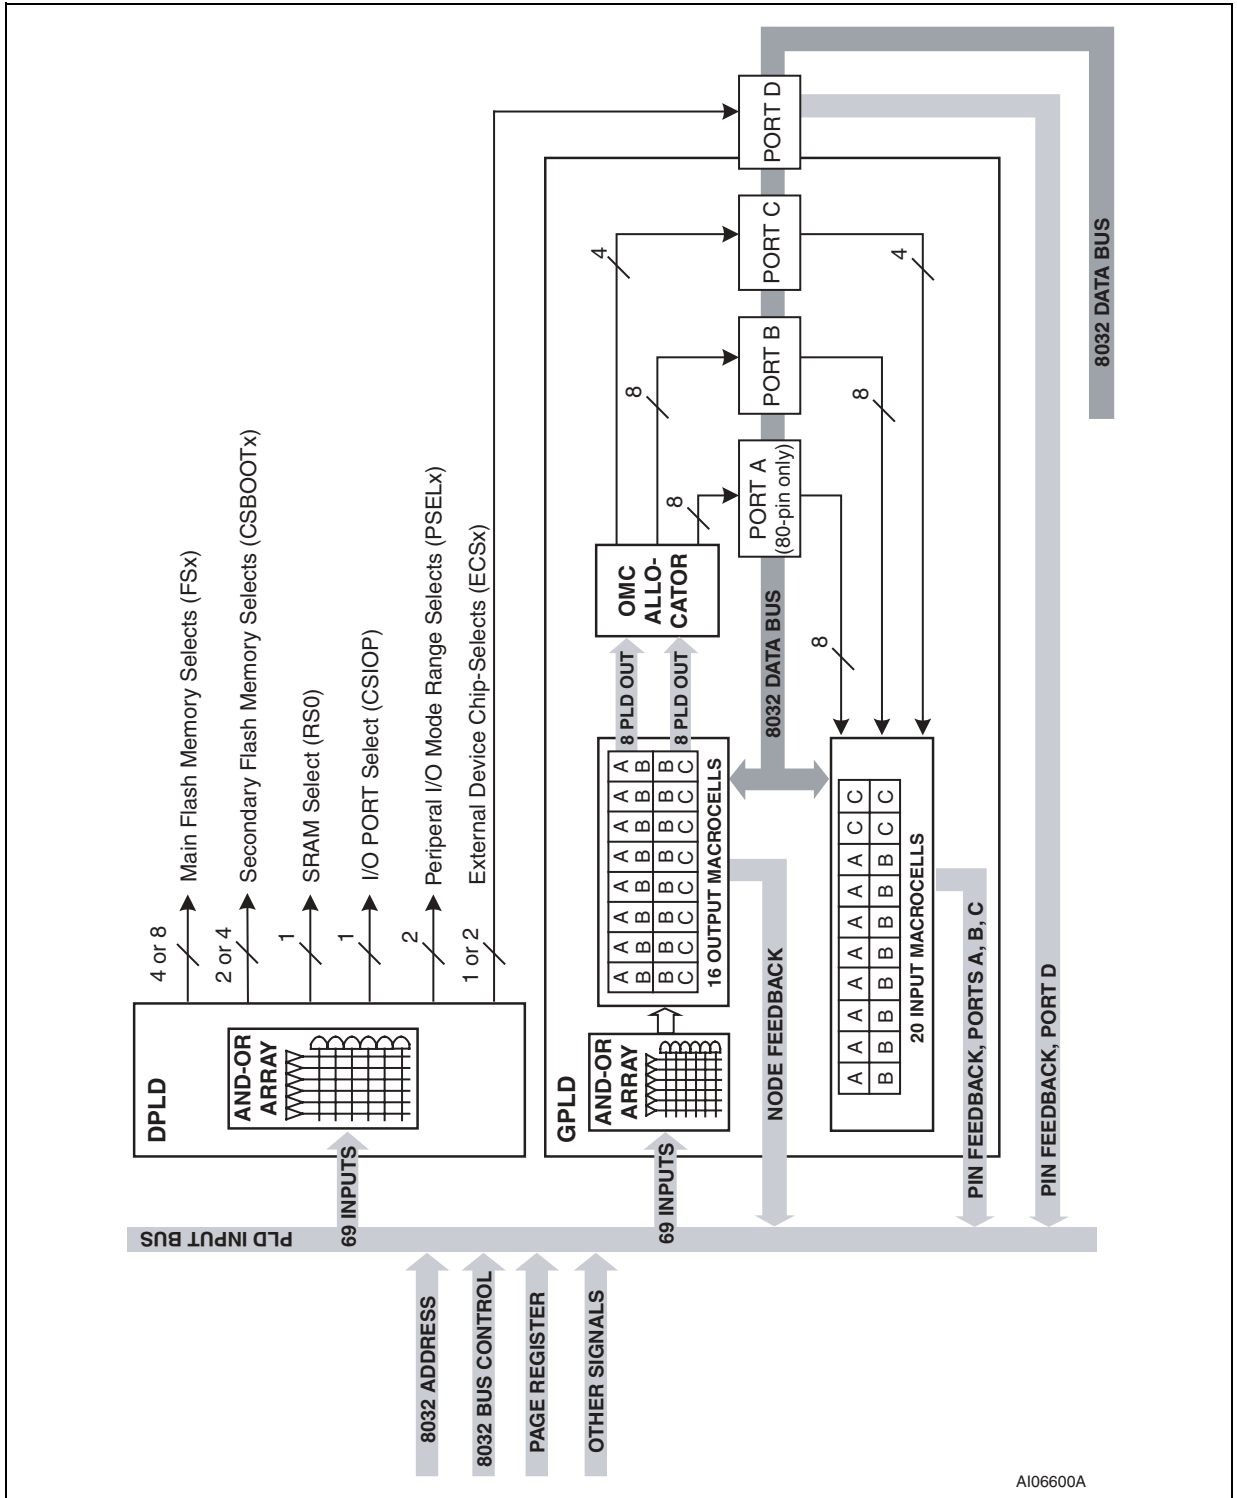 8032 DATA BUS
PORT D
PORT C
PORT B
PORT A
(80-pin only)
4
4
8
8
8
8
Main Flash Memory Selects (FSx)
Secondary Flash Memory Selects (CSBOOTx)
SRAM Select (RS0)
I/O PORT Select (CSIOP)
Periperal I/O Mode Range Selects (PSELx)
External Device Chip-Selects (ECSx)
4 or 8
2 or 4
1
1
2
1 or 2
OMC
ALLO-
CATOR
8 PLD OUT
8 PLD OUT
8032 DATA BUS
A A A A A A A A
B B B B B B B B
B B B B B B B B
C C C C C C C C
16 OUTPUT MACROCELLS
A A A A A A A A C C
B B B B B B B B C C
20 INPUT MACROCELLS
DPLD
AND-OR
ARRAY
GPLD
AND-OR
ARRAY
69 INPUTS
69 INPUTS
NODE FEEDBACK
PIN FEEDBACK, PORTS A, B, C
PIN FEEDBACK, PORT D
PLD INPUT BUS
8032 ADDRESS
8032 BUS CONTROL
PAGE REGISTER
OTHER SIGNALS
AI06600A